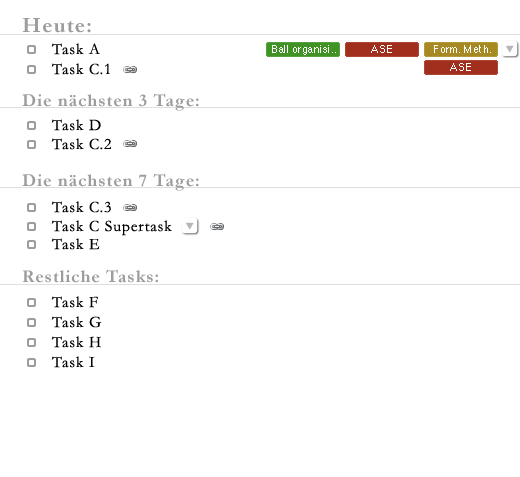 Heute:
Task A Ball organisi.. ASE Form. Meth.
Task C.1 ASE
Die nächsten 3 Tage:
Task D
Task C.2
Die nächsten 7 Tage:
Task C.3
Task C Supertask
Task E
Restliche Tasks:
Task F
Task G
Task H
Task I